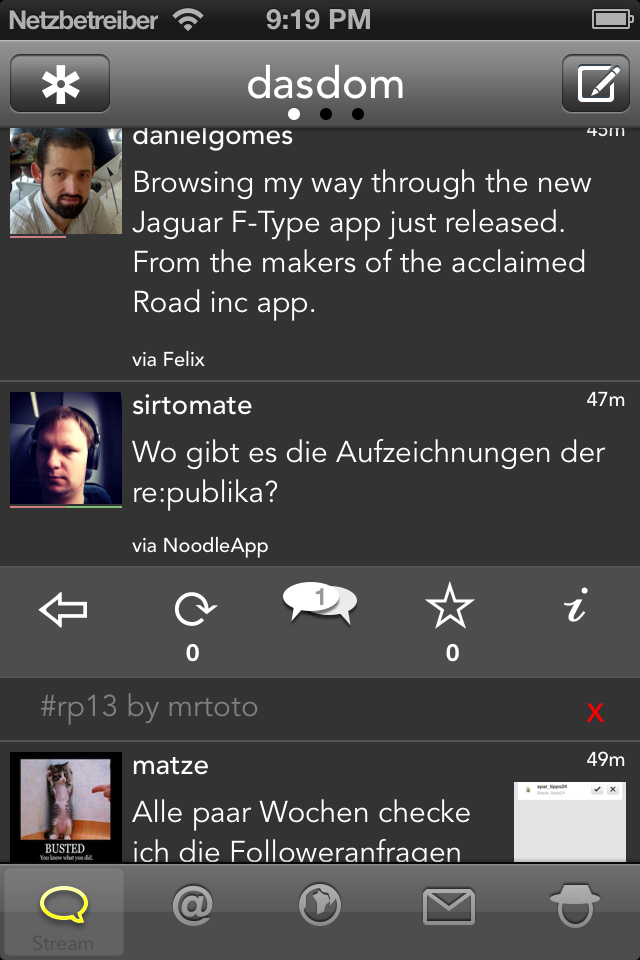 Netzbetreiber 9:19 PM
dasdom
danielgomes 45m
Browsing my way through the new
Jaguar F-Type app just released.
From the makers of the acclaimed
Road inc app.
via Felix
sirtomate 47m
Wo gibt es die Aufzeichnungen der
re:publika?
via NoodleApp
1
0 0
#rp13 by mrtoto x
matze 49m
Alle paar Wochen checke
ich die Followeranfragen
BUSTED
You know what you did.
spar_tipps24
Stream